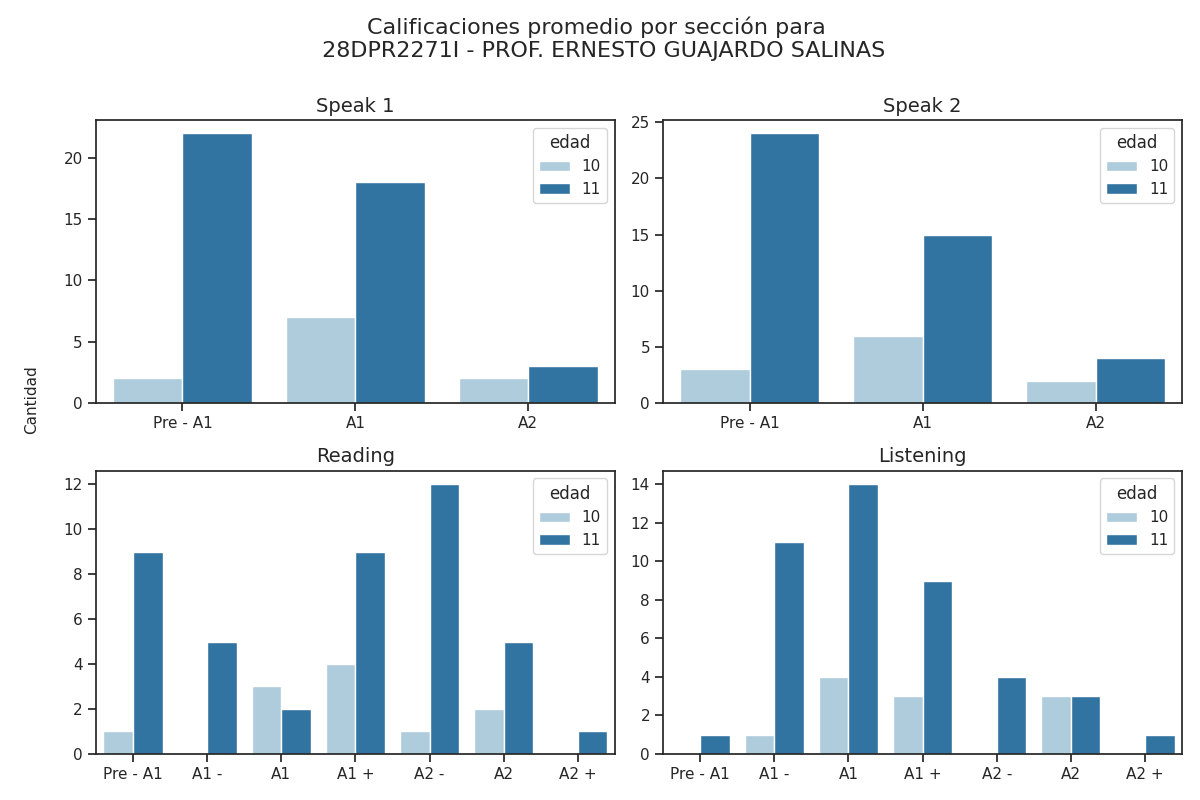 Calificaciones promedio por sección para
28DPR2271I - PROF. ERNESTO GUAJARDO SALINAS
Speak 1
20
15
10
5
0
Pre - A1 A1 A2
edad
10
11
Speak 2
25
20
15
10
5
0
Pre - A1 A1 A2
edad
10
11
Cantidad
Reading
12
10
8
6
4
2
0
Pre - A1 A1 - A1 A1 + A2 - A2 A2 +
edad
10
11
Listening
14
12
10
8
6
4
2
0
Pre - A1 A1 - A1 A1 + A2 - A2 A2 +
edad
10
11